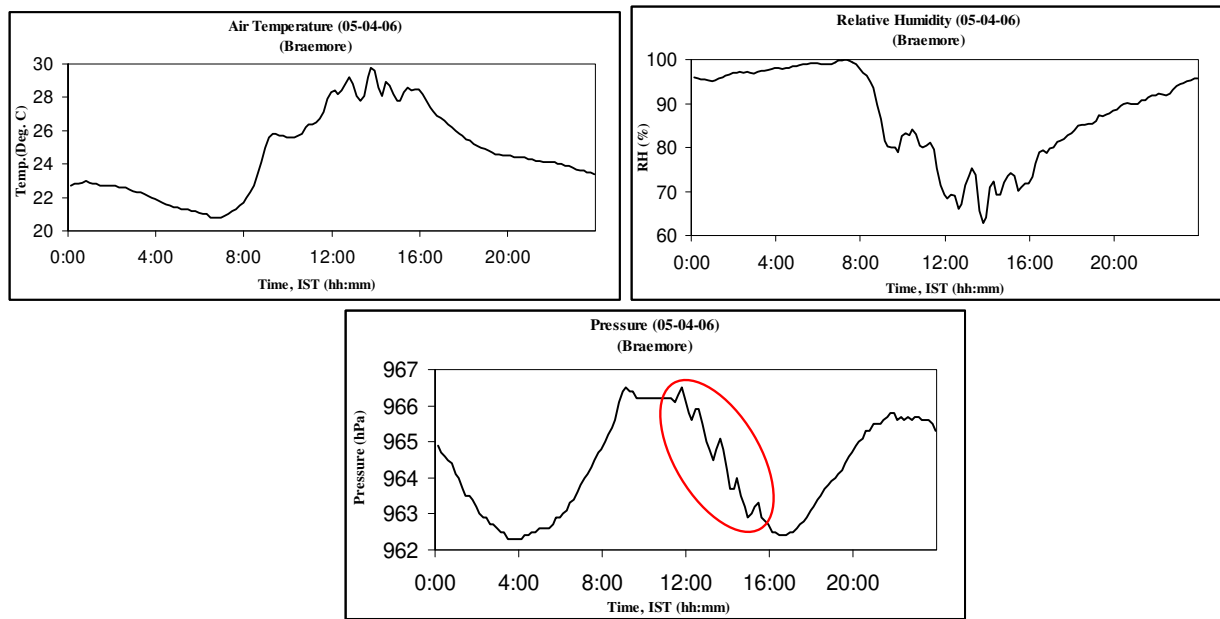 Air Temperature (05-04-06)
(Braemore)
Temp.(Deg. C)
30
28
26
24
22
20
0:00 4:00 8:00 12:00 16:00 20:00
Time, IST (hh:mm)
Relative Humidity (05-04-06)
(Braemore)
RH (%)
100
90
80
70
60
0:00 4:00 8:00 12:00 16:00 20:00
Time, IST (hh:mm)
Pressure (05-04-06)
(Braemore)
Pressure (hPa)
967
966
965
964
963
962
0:00 4:00 8:00 12:00 16:00 20:00
Time, IST (hh:mm)